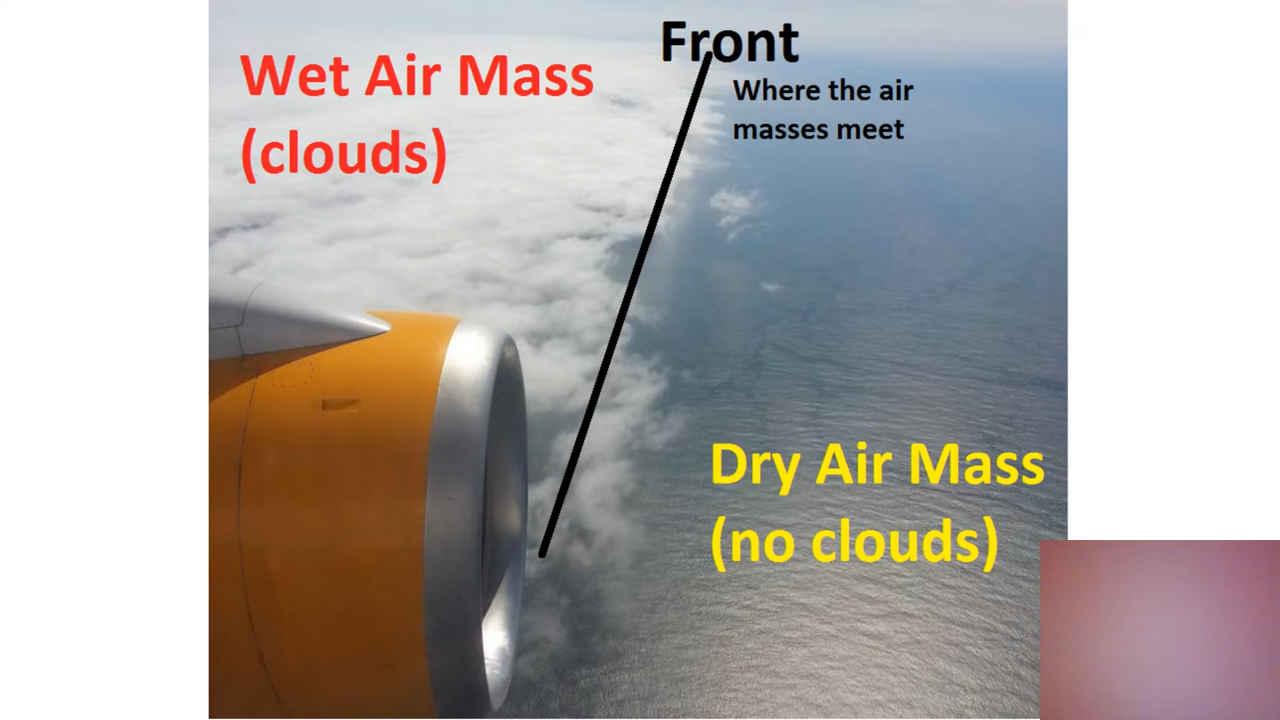 Wet Air Mass
(clouds)
Front
Where the air
masses meet
Dry Air Mass
(no clouds)